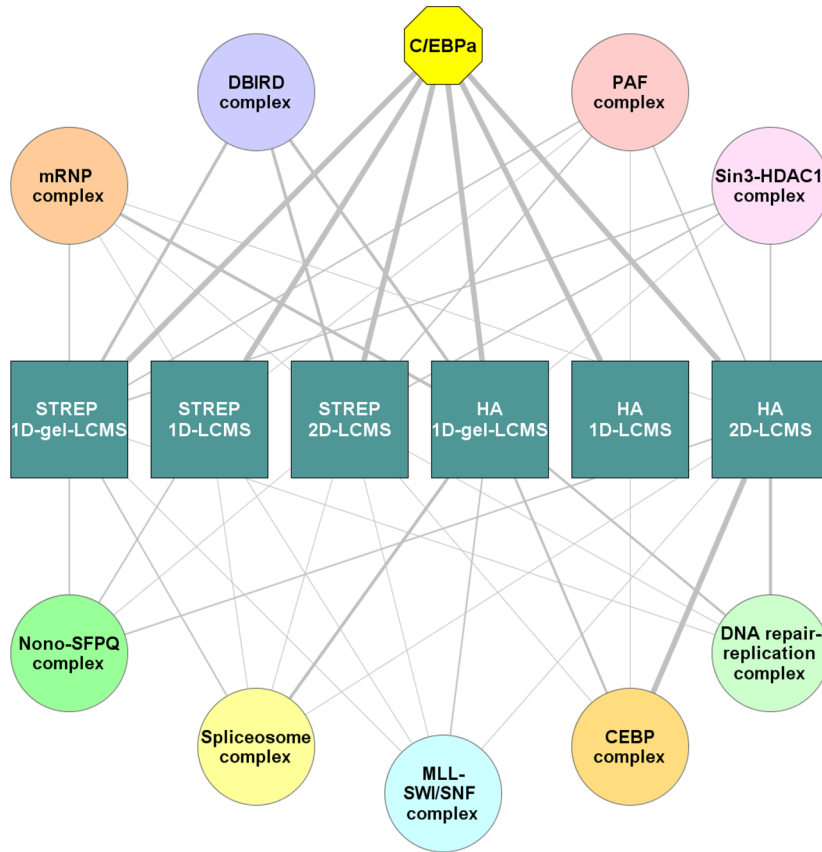 C/EBPa
DBIRD
complex
PAF
complex
mRNP
complex
Sin3-HDAC1
complex
STREP
1D-gel-LCMS
STREP
1D-LCMS
STREP
2D-LCMS
HA
1D-gel-LCMS
HA
1D-LCMS
HA
2D-LCMS
Nono-SFPQ
complex
DNA repair-
replication
complex
Spliceosome
complex
CEBP
complex
MLL-
SWI/SNF
complex